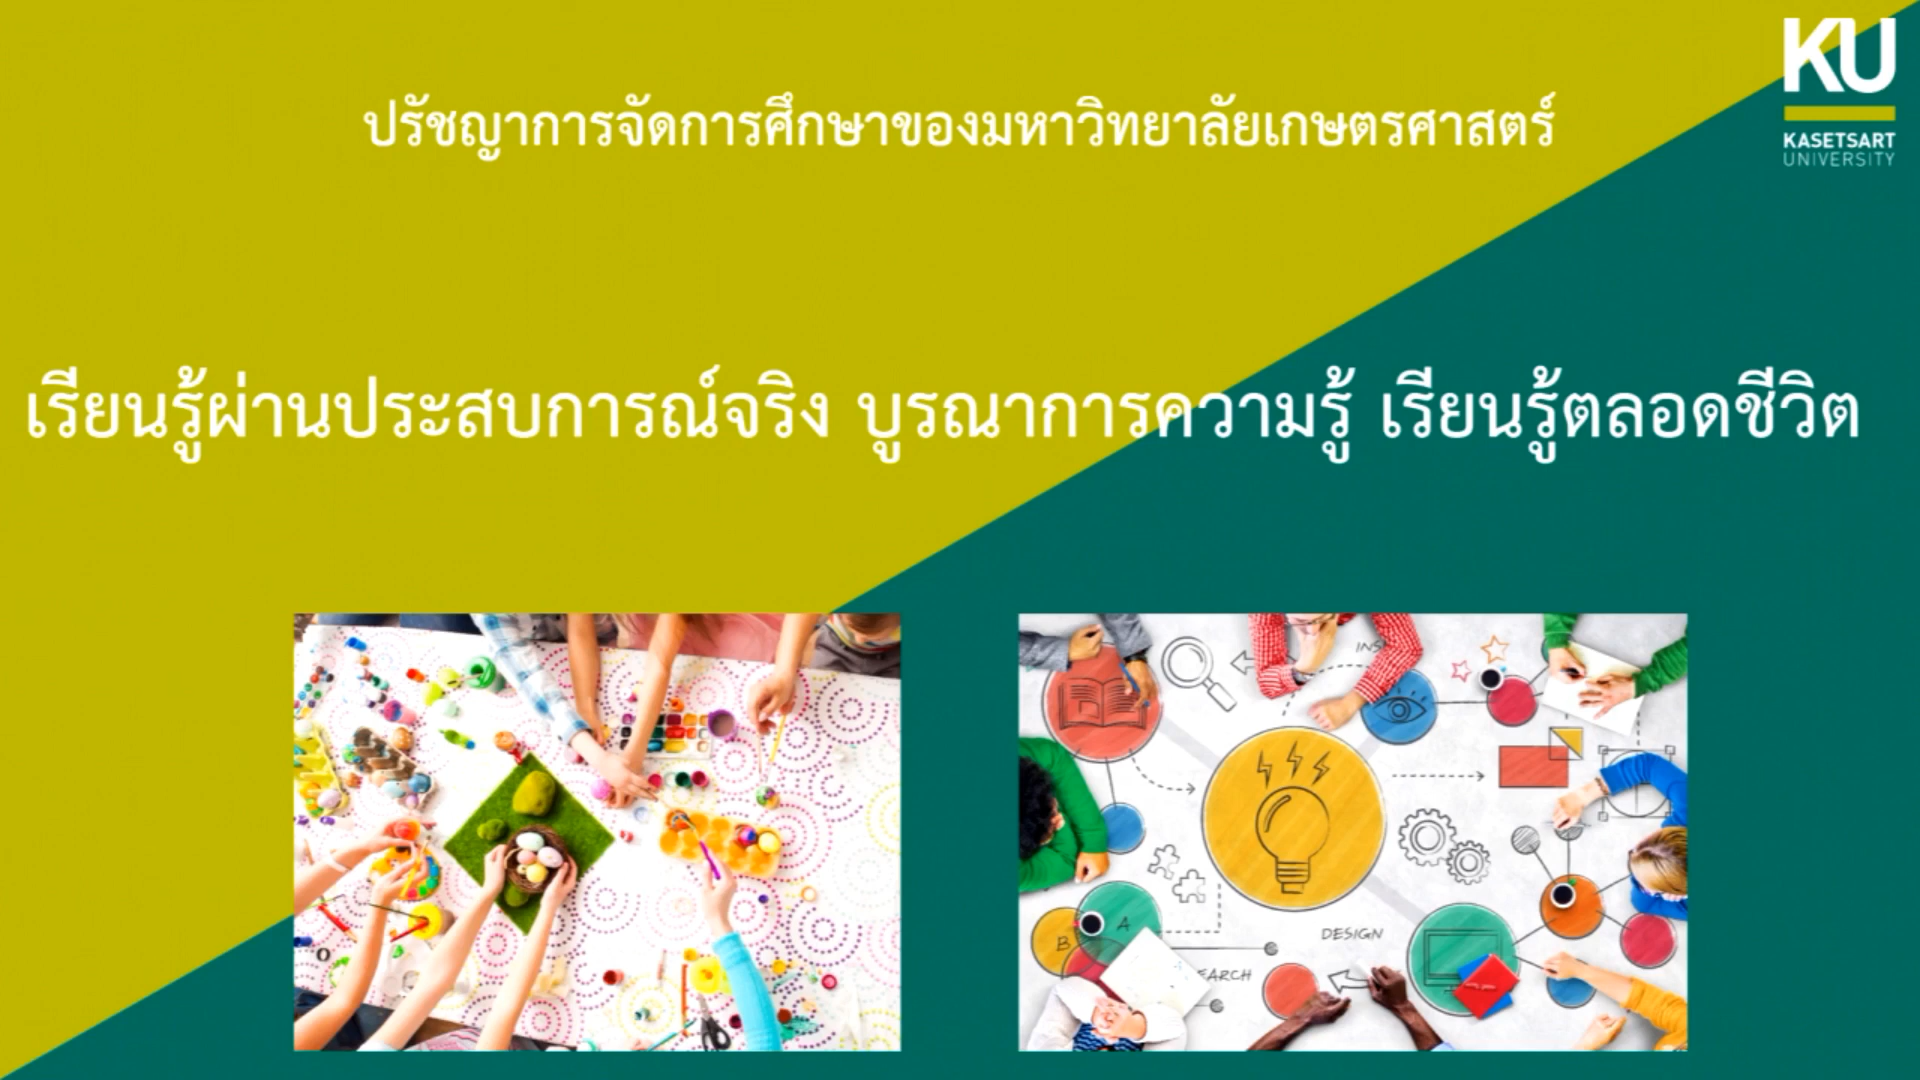 KU
KASETSART
UNIVERSITY
ปรัชญาการจัดการศึกษาของมหาวิทยาลัยเกษตรศาสตร์
เรียนรู้ผ่านประสบการณ์จริง บูรณาการความรู้ เรียนรู้ตลอดชีวิต
INS
A
B
DESIGN
EARCH